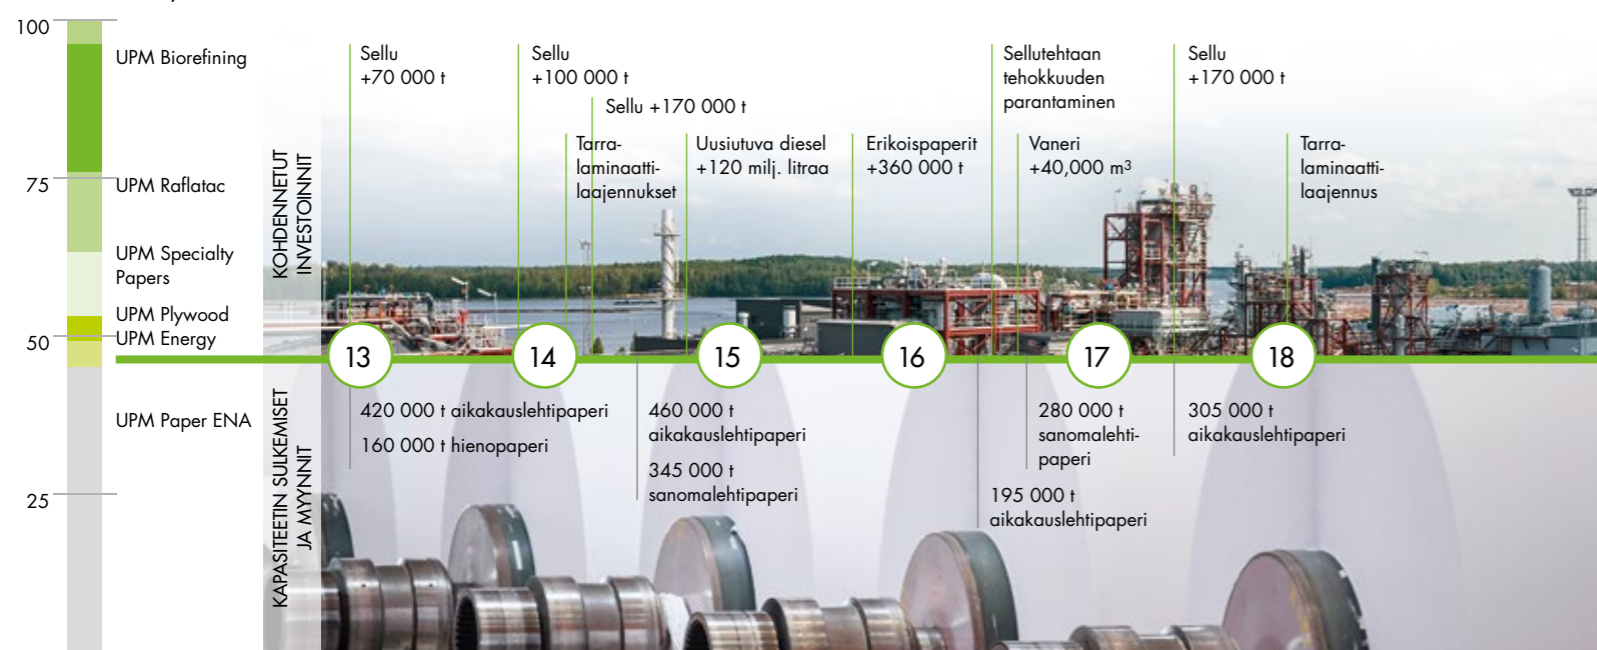 100
75
50
25
UPM Biorefining
UPM Raflatac
UPM Specialty
Papers
UPM Plywood
UPM Energy
UPM Paper ENA
KOHDENNETUT
INVESTOINNIT
Sellu
+70 000 t
Sellu
+100 000 t
Sellu +170 000 t
Tarra-
laminaatti-
laajennukset
Uusiutuva diesel
+120 milj. litraa
Erikoispaperit
+360 000 t
Sellutehtaan
tehokkuuden
parantaminen
Vaneri
+40,000 m³
Sellu
+170 000 t
Tarra-
laminaatti-
laajennus
13
14
15
16
17
18
KAPASITEETIN SULKEMISET
JA MYYNNIT
420 000 t aikakauslehtipaperi
160 000 t hienopaperi
460 000 t
aikakauslehtipaperi
345 000 t
sanomalehtipaperi
195 000 t
aikakauslehtipaperi
280 000 t
sanomalehti-
paperi
305 000 t
aikakauslehtipaperi